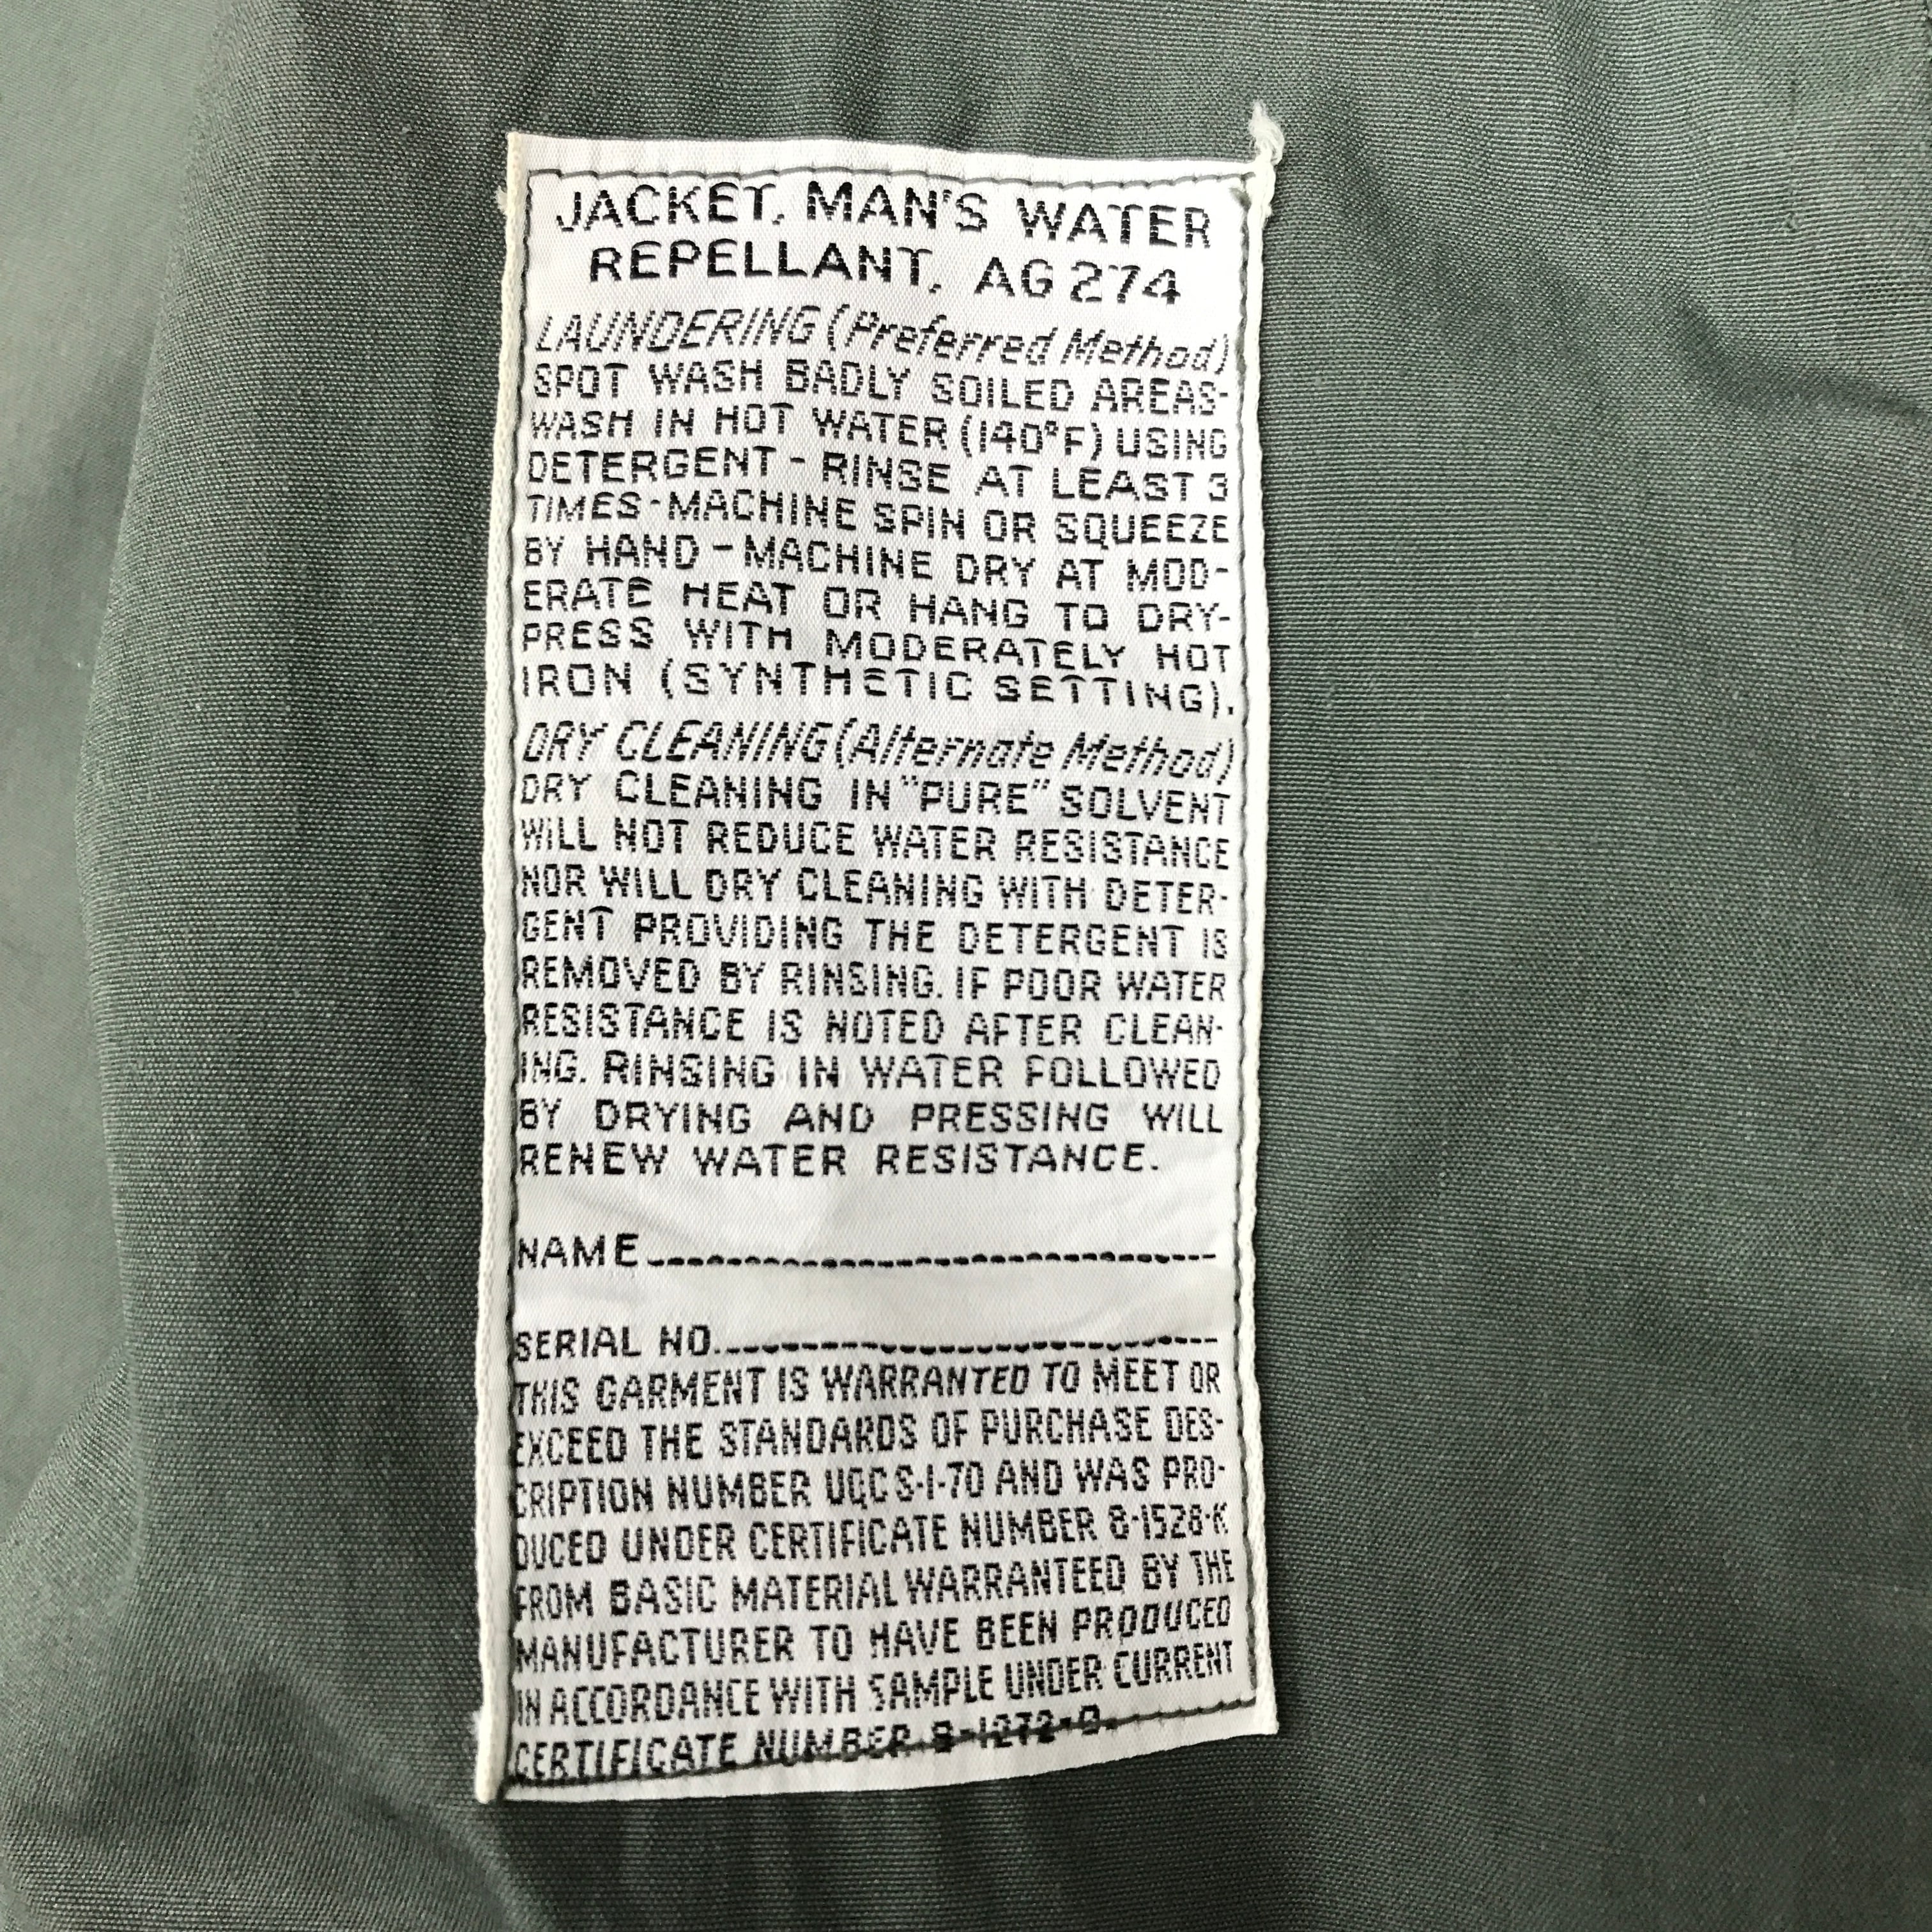 JACKET, MAN'S WATER
REPELLANT, AG 274
LAUNDERING (Preferred Method)
SPOT WASH BADLY SOILED AREAS-
WASH IN HOT WATER (140°F) USING
DETERGENT - RINSE AT LEAST 3
TIMES-MACHINE SPIN OR SQUEEZE
BY HAND - MACHINE DRY AT MOD-
ERATE HEAT OR HANG TO DRY-
PRESS WITH MODERATELY HOT
IRON (SYNTHETIC SETTING).
DRY CLEANING (Alternate Method)
DRY CLEANING IN "PURE" SOLVENT
WILL NOT REDUCE WATER RESISTANCE
NOR WILL DRY CLEANING WITH DETER-
GENT PROVIDING THE DETERGENT IS
REMOVED BY RINSING. IF POOR WATER
RESISTANCE IS NOTED AFTER CLEAN-
ING. RINSING IN WATER FOLLOWED
BY DRYING AND PRESSING WILL
RENEW WATER RESISTANCE.
NAME
SERIAL NO.
THIS GARMENT IS WARRANTED TO MEET OR
EXCEED THE STANDARDS OF PURCHASE DES-
CRIPTION NUMBER UQC S-1-70 AND WAS PRO-
DUCED UNDER CERTIFICATE NUMBER 8-1528-K
FROM BASIC MATERIAL WARRANTEED BY THE
MANUFACTURER TO HAVE BEEN PRODUCED
IN ACCORDANCE WITH SAMPLE UNDER CURRENT
CERTIFICATE NUMBER